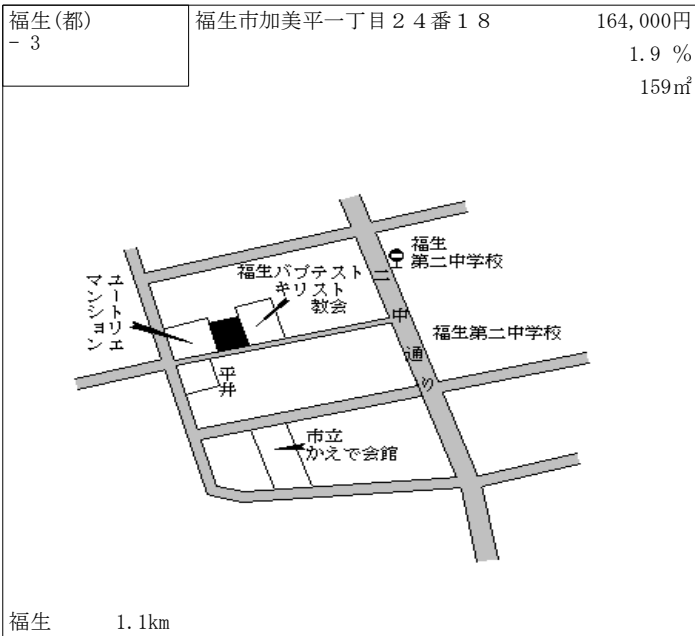 福生(都)
- 3
福生市加美平一丁目２４番１８
164,000円
1.9 %
159㎡
福生
第二中学校
福生バプテスト
キリスト
教会
ユートリエ
マンション
二中通り
福生第二中学校
平井
市立
かえで会館
福生 1.1km